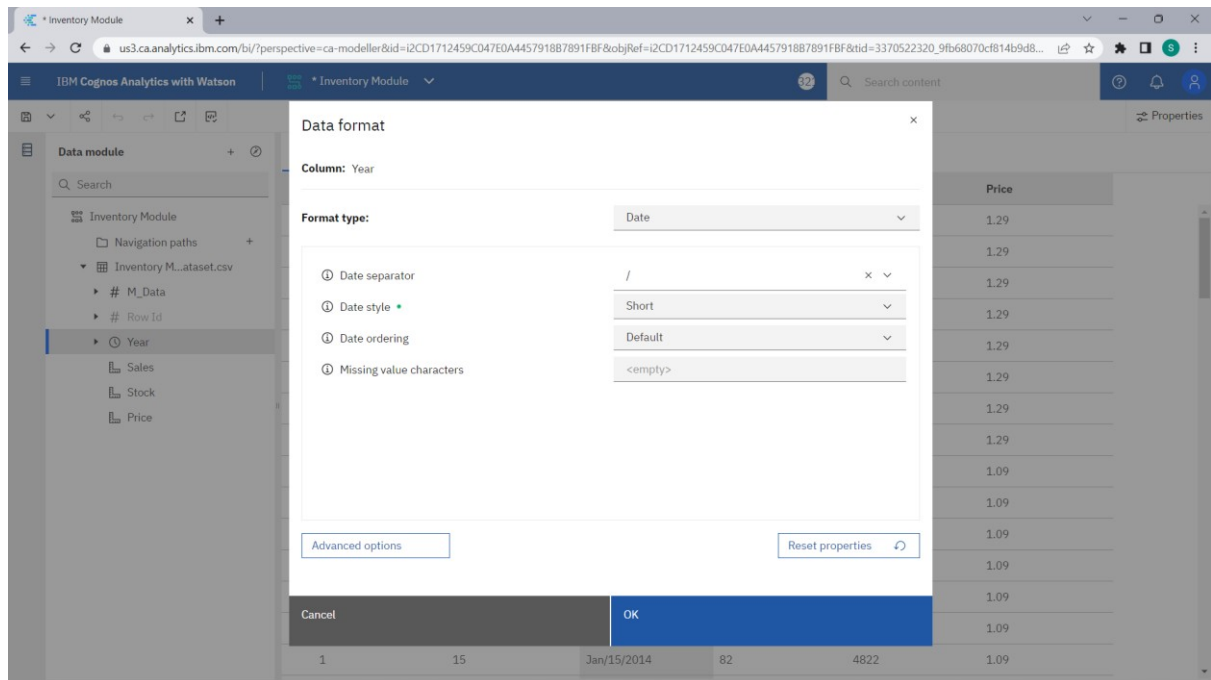 * Inventory Module
us3.ca.analytics.ibm.com/bi/?perspective=ca-modeller&id=i2CD1712459C047E0A4457918B7891FBF&objRef=i2CD1712459C047E0A4457918B7891FBF&tid=3370522320_9fb68070cf814b9d8...
S
IBM Cognos Analytics with Watson
* Inventory Module
32
Search content
Properties
Data module
Search
Inventory Module
Navigation paths
Inventory M...ataset.csv
# M_Data
# Row Id
Year
Sales
Stock
Price
Data format
Column: Year
Format type: Date
Date separator /
Date style Short
Date ordering Default
Missing value characters <empty>
Advanced options Reset properties
Cancel OK
Price
1.29
1.29
1.29
1.29
1.29
1.29
1.29
1.29
1.09
1.09
1.09
1.09
1.09
1.09
1 15 Jan/15/2014 82 4822 1.09